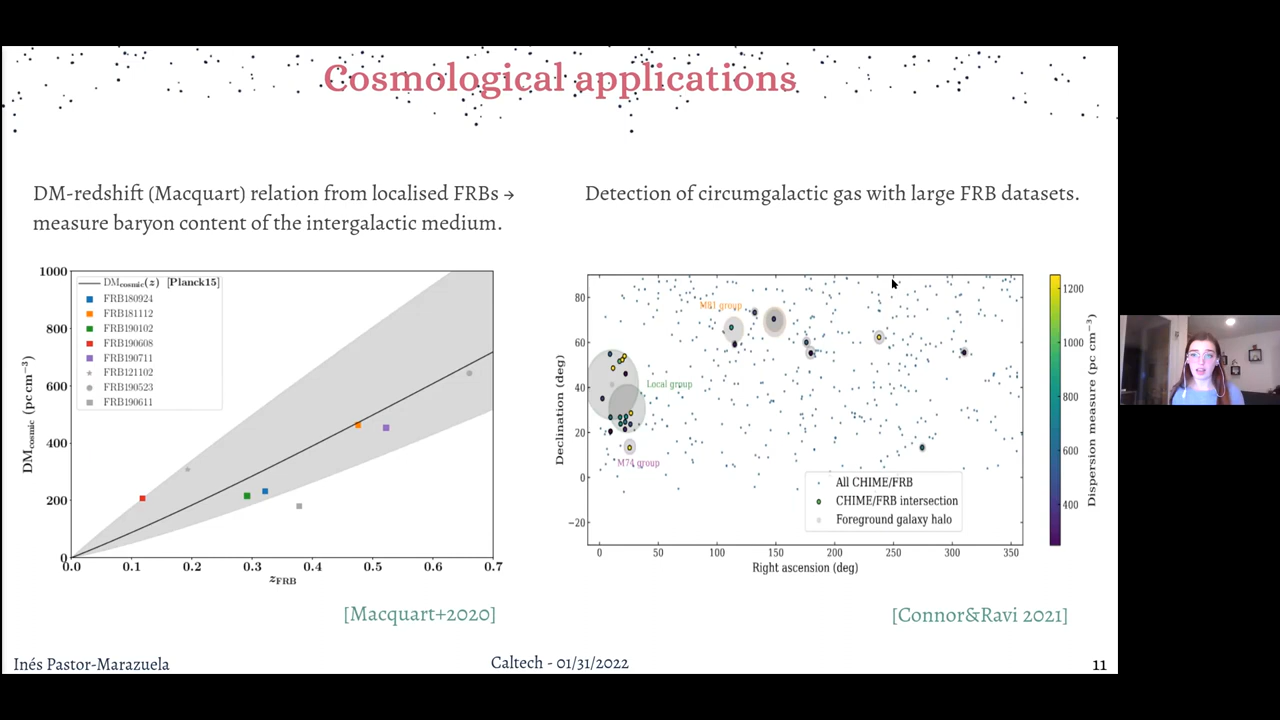 Cosmological applications
DM-redshift (Macquart) relation from localised FRBs →
measure baryon content of the intergalactic medium.
Detection of circumgalactic gas with large FRB datasets.
1000
800
600
400
200
0
DMcosmic (pc cm−3)
DMcosmic(z) [Planck15]
FRB180924
FRB181112
FRB190102
FRB190608
FRB190711
FRB121102
FRB190523
FRB190611
0.0 0.1 0.2 0.3 0.4 0.5 0.6 0.7
zFRB
[Macquart+2020]
80
60
40
20
0
−20
Declination (deg)
M81 group
Local group
M74 group
All CHIME/FRB
CHIME/FRB intersection
Foreground galaxy halo
0 50 100 150 200 250 300 350
Right ascension (deg)
1200
1000
800
600
400
Dispersion measure (pc cm−3)
[Connor&Ravi 2021]
Inés Pastor-Marazuela
Caltech - 01/31/2022
11